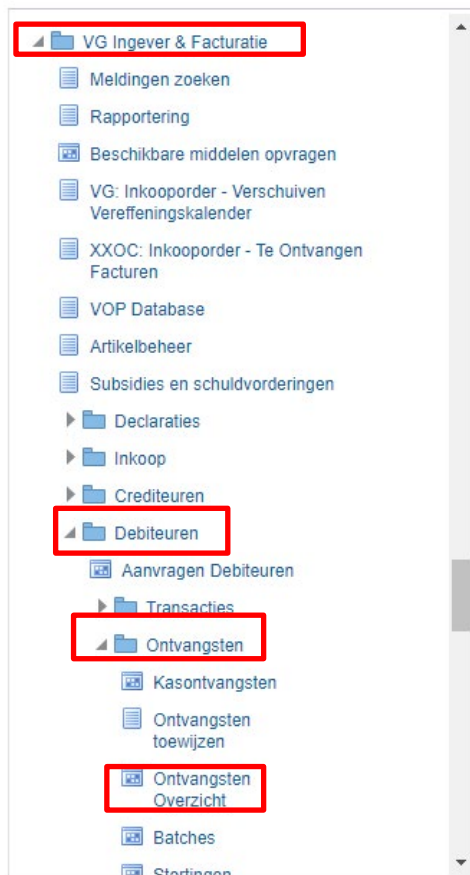 VG Ingever & Facturatie
Meldingen zoeken
Rapportering
Beschikbare middelen opvragen
VG: Inkooporder - Verschuiven
Vereffeningskalender
XXOC: Inkooporder - Te Ontvangen
Facturen
VOP Database
Artikelbeheer
Subsidies en schuldvorderingen
Declaraties
Inkoop
Crediteuren
Debiteuren
Aanvragen Debiteuren
Transacties
Ontvangsten
Kasontvangsten
Ontvangsten
toewijzen
Ontvangsten
Overzicht
Batches
Stortingen